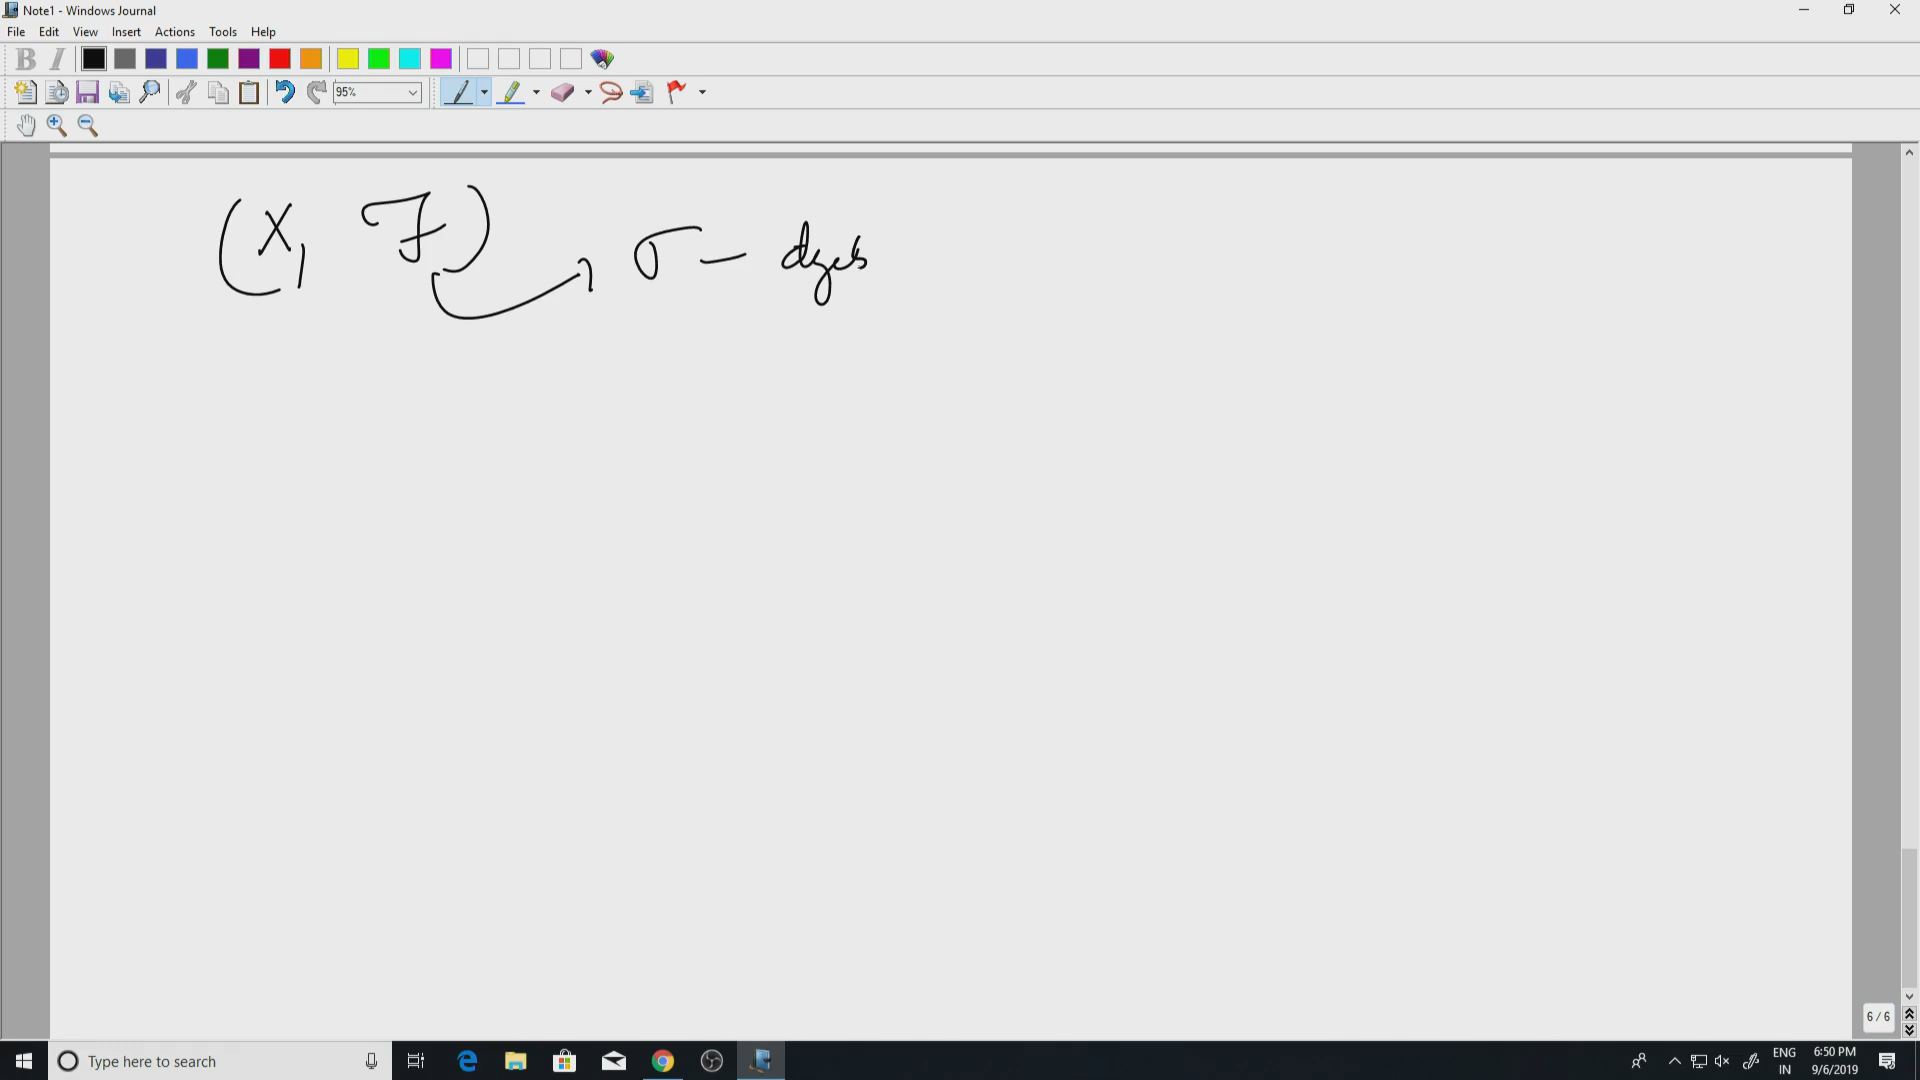 Note1 - Windows Journal
File Edit View Insert Actions Tools Help
B I
95%
(X, ℱ)
σ -
6 / 6
Type here to search
ENG 6:50 PM
IN 9/6/2019